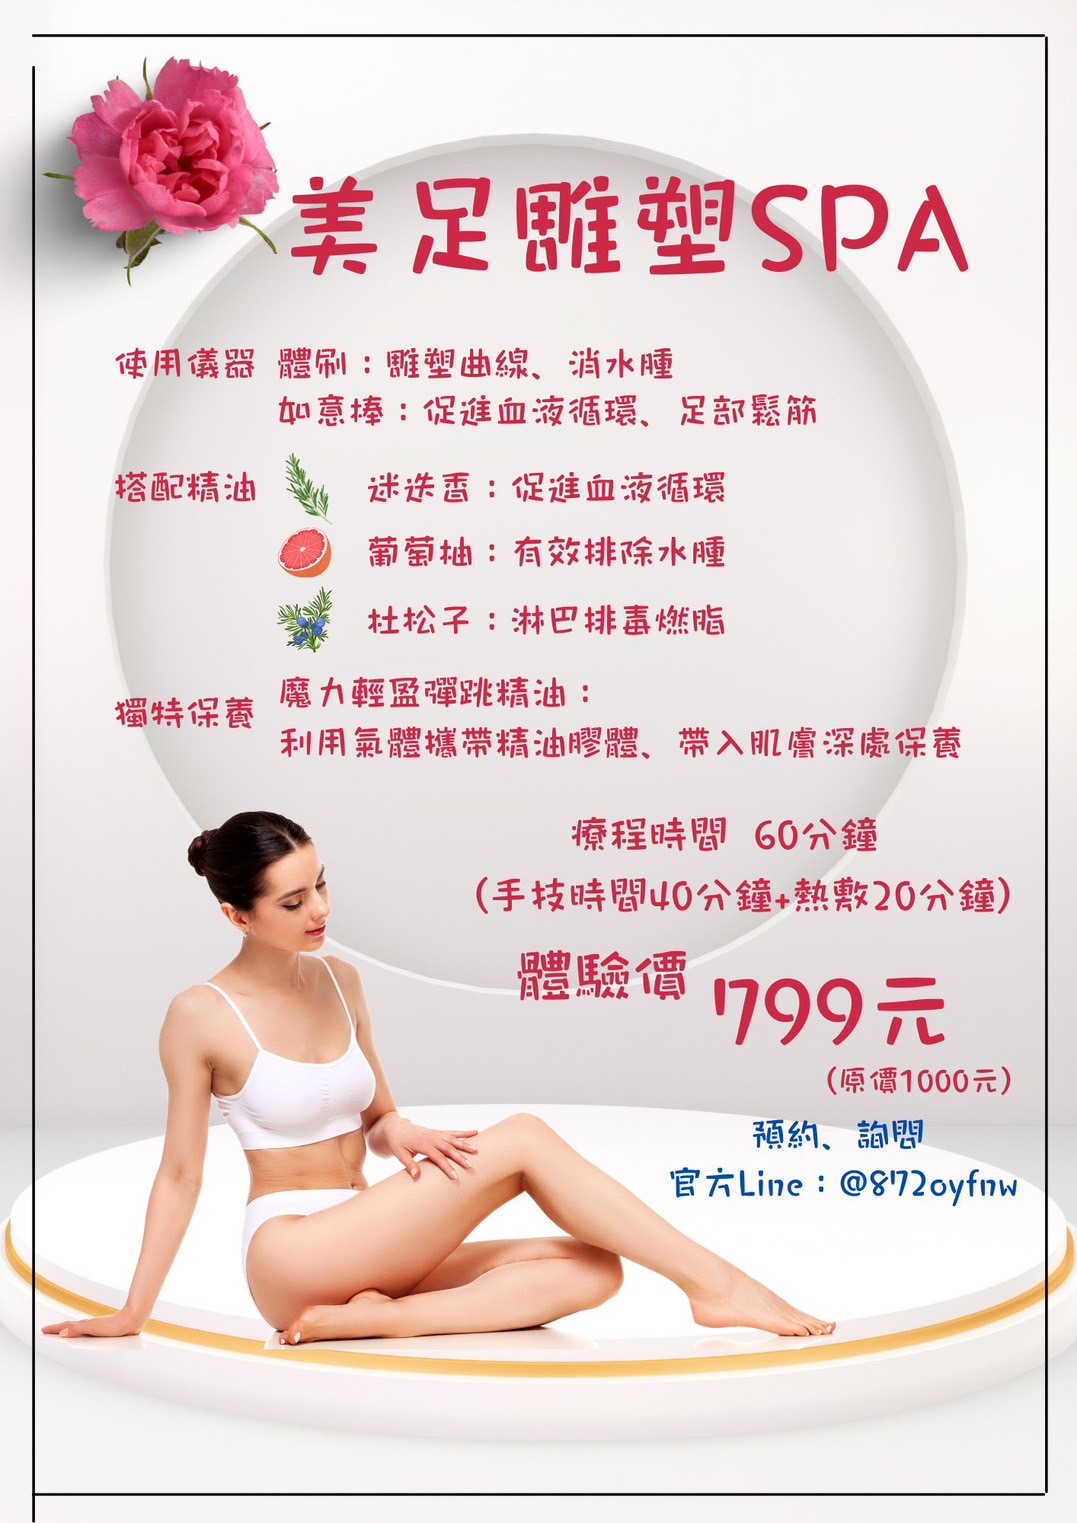 美足雕塑SPA
使用儀器 體刷：雕塑曲線、消水腫
如意棒：促進血液循環、足部鬆筋
搭配精油 迷迭香：促進血液循環
葡萄柚：有效排除水腫
杜松子：淋巴排毒燃脂
獨特保養 魔力輕盈彈跳精油：
利用氣體攜帶精油膠體、帶入肌膚深處保養
療程時間 60分鐘
(手技時間40分鐘+熱敷20分鐘)
體驗價 799元
(原價1000元)
預約、詢問
官方Line：@872oyfnw